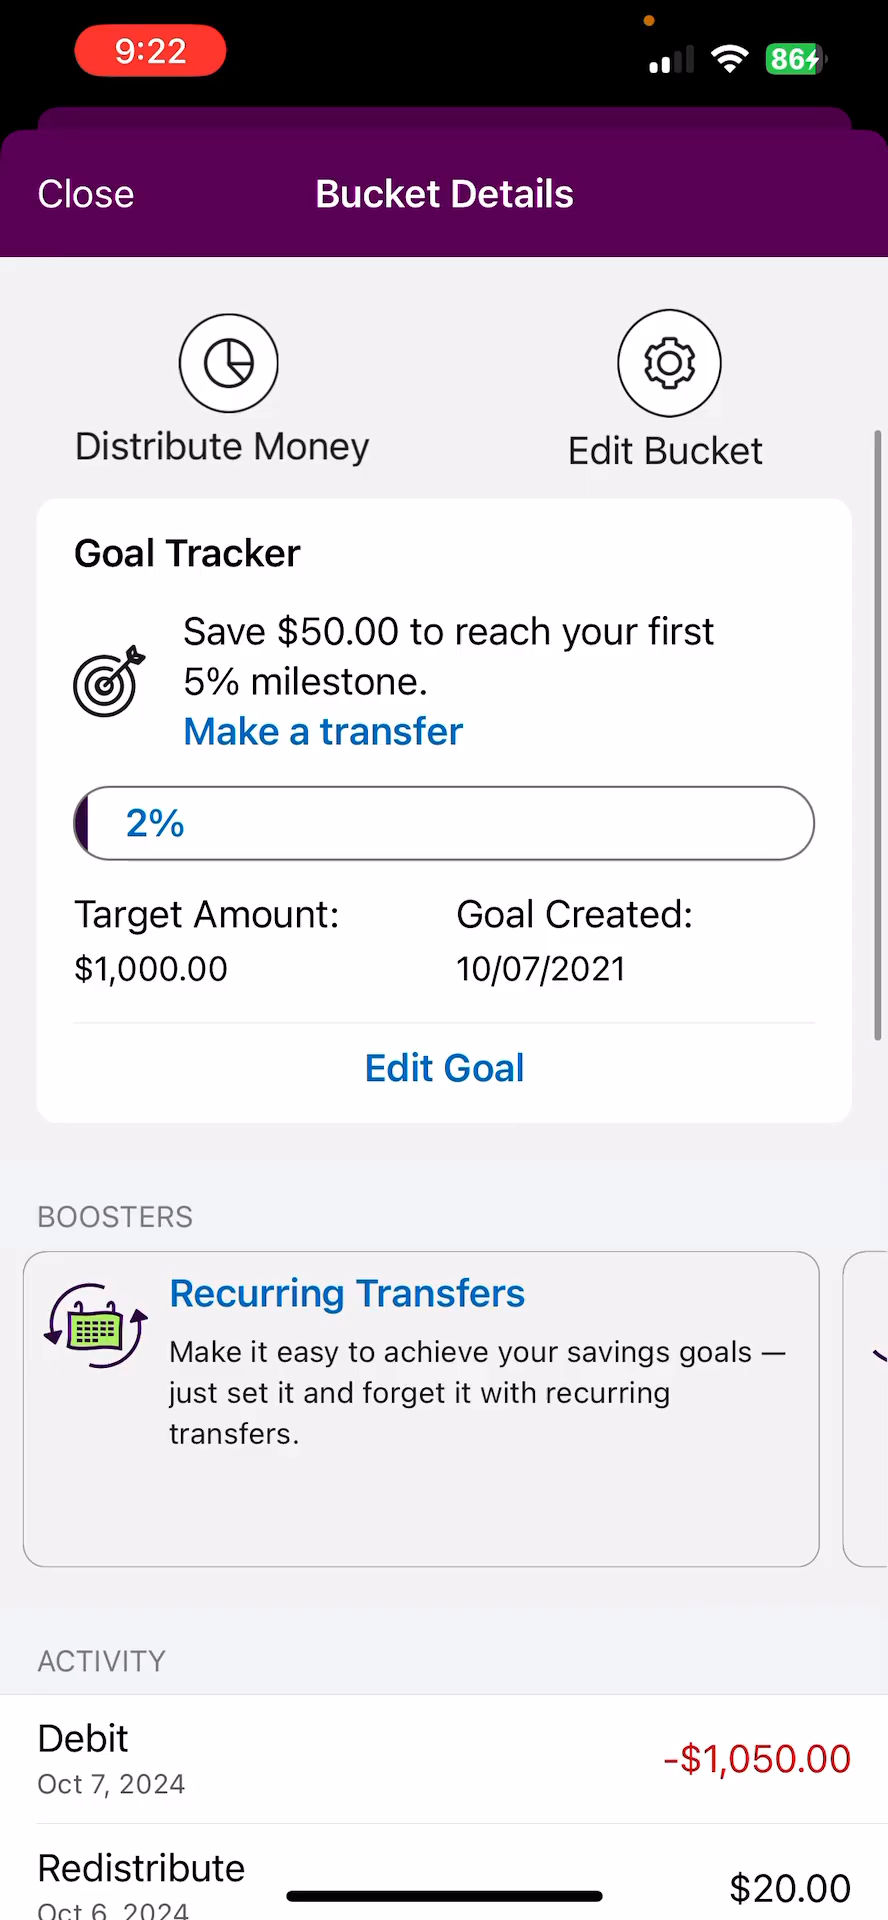 9:22
86
Close
Bucket Details
Distribute Money
Edit Bucket
Goal Tracker
Save $50.00 to reach your first
5% milestone.
Make a transfer
2%
Target Amount:
Goal Created:
$1,000.00
10/07/2021
Edit Goal
BOOSTERS
Recurring Transfers
Make it easy to achieve your savings goals —
just set it and forget it with recurring
transfers.
ACTIVITY
Debit
-$1,050.00
Oct 7, 2024
Redistribute
$20.00
Oct 6, 2024